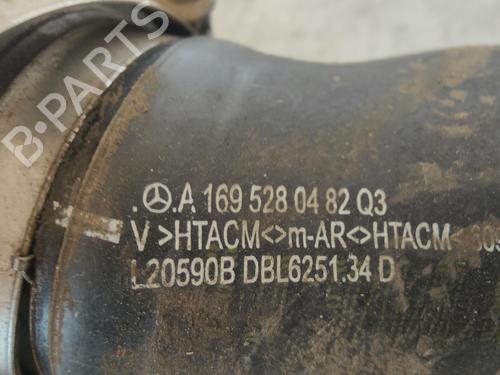 B-PARTS
.A 169 528 04 82 Q3
V >HTACM<>m-AR<>HTACM<
L20590B DBL6251.34 D